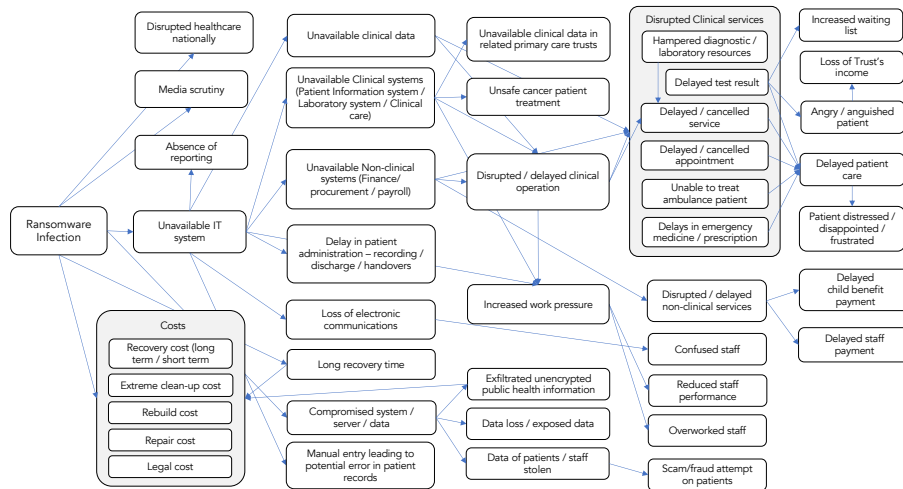 Disrupted healthcare
nationally
Media scrutiny
Absence of
reporting
Ransomware
Infection
Unavailable IT
system
Costs
Recovery cost (long
term / short term
Extreme clean-up cost
Rebuild cost
Repair cost
Legal cost
Unavailable clinical data
Unavailable Clinical systems
(Patient Information system /
Laboratory system / Clinical
care)
Unavailable Non-clinical
systems (Finance/
procurement / payroll)
Delay in patient
administration – recording /
discharge / handovers
Loss of electronic
communications
Long recovery time
Compromised system /
server / data
Manual entry leading to
potential error in patient
records
Unavailable clinical data in
related primary care trusts
Unsafe cancer patient
treatment
Disrupted / delayed clinical
operation
Increased work pressure
Exfiltrated unencrypted
public health information
Data loss / exposed data
Data of patients / staff
stolen
Disrupted Clinical services
Hampered diagnostic /
laboratory resources
Delayed test result
Delayed / cancelled
service
Delayed / cancelled
appointment
Unable to treat
ambulance patient
Delays in emergency
medicine / prescription
Disrupted / delayed
non-clinical services
Confused staff
Reduced staff
performance
Overworked staff
Scam/fraud attempt
on patients
Increased waiting
list
Loss of Trust's
income
Angry / anguished
patient
Delayed patient
care
Patient distressed /
disappointed /
frustrated
Delayed
child benefit
payment
Delayed staff
payment